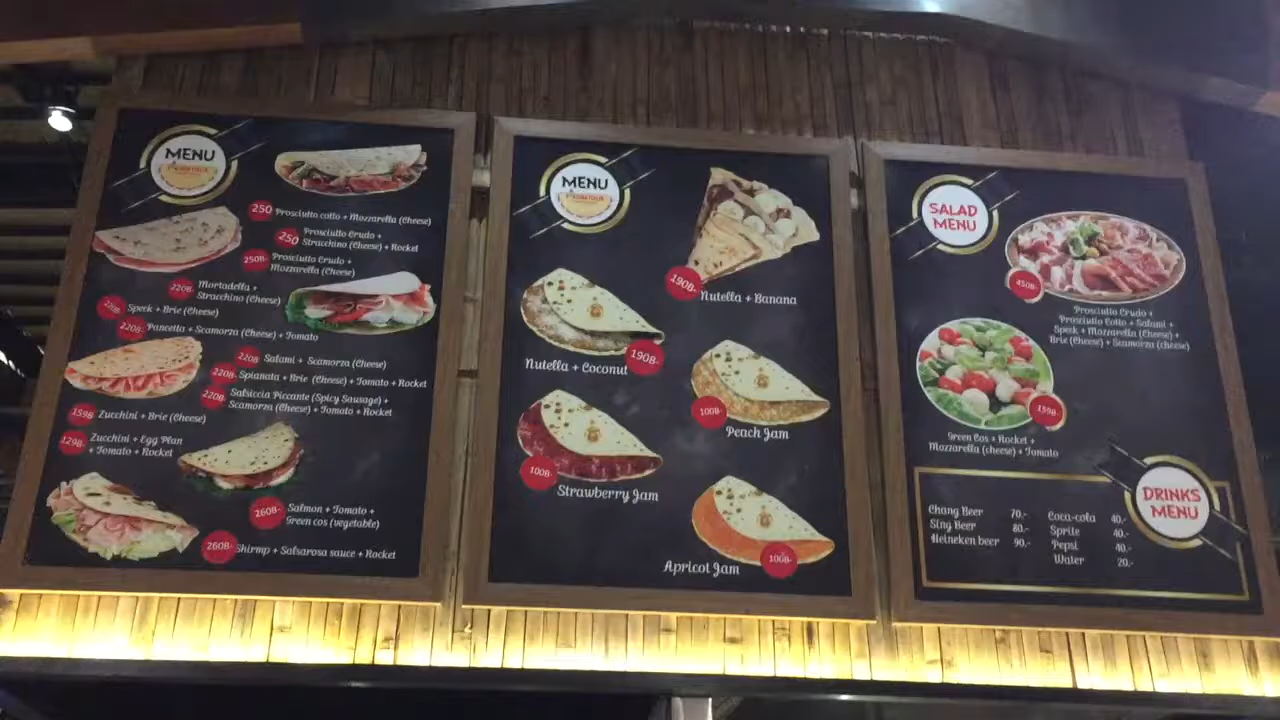 MENU
250 Prosciutto cotto + Mozzarella (Cheese)
250 Prosciutto Crudo +
Stracchino (Cheese) + Rocket
250B- Prosciutto Crudo +
Mozzarella (Cheese)
220B- Mortadella +
Stracchino (Cheese)
220B- Speck + Brie (Cheese)
220B- Pancetta + Scamorza (Cheese) + Tomato
220B- Salami + Scamorza (Cheese)
220B- Spianata + Brie (Cheese) + Tomato + Rocket
220B- Salsiccia Piccante (Spicy Sausage) +
Scamorza (Cheese) + Tomato + Rocket
159B- Zucchini + Brie (Cheese)
129B- Zucchini + Egg Plan
+ Tomato + Rocket
260B- Salmon + Tomato +
Green cos (vegetable)
260B- Shirmp + Salsarosa sauce + Rocket
MENU
190B- Nutella + Banana
Nutella + Coconut 190B-
100B- Peach Jam
100B- Strawberry Jam
Apricot Jam 100B-
SALAD
MENU
450B-
Prosciutto Crudo +
Prosciutto Cotto + Salami +
Speck + Mozzarella (Cheese) +
Brie (Cheese) + Scamorza (cheese)
159B-
Green Cos + Rocket +
Mozzarella (cheese) + Tomato
DRINKS
MENU
Chang Beer 70.-
Sing Beer 80.-
Heineken beer 90.-
Coca-cola 40.-
Sprite 40.-
Pepsi 40.-
Water 20.-